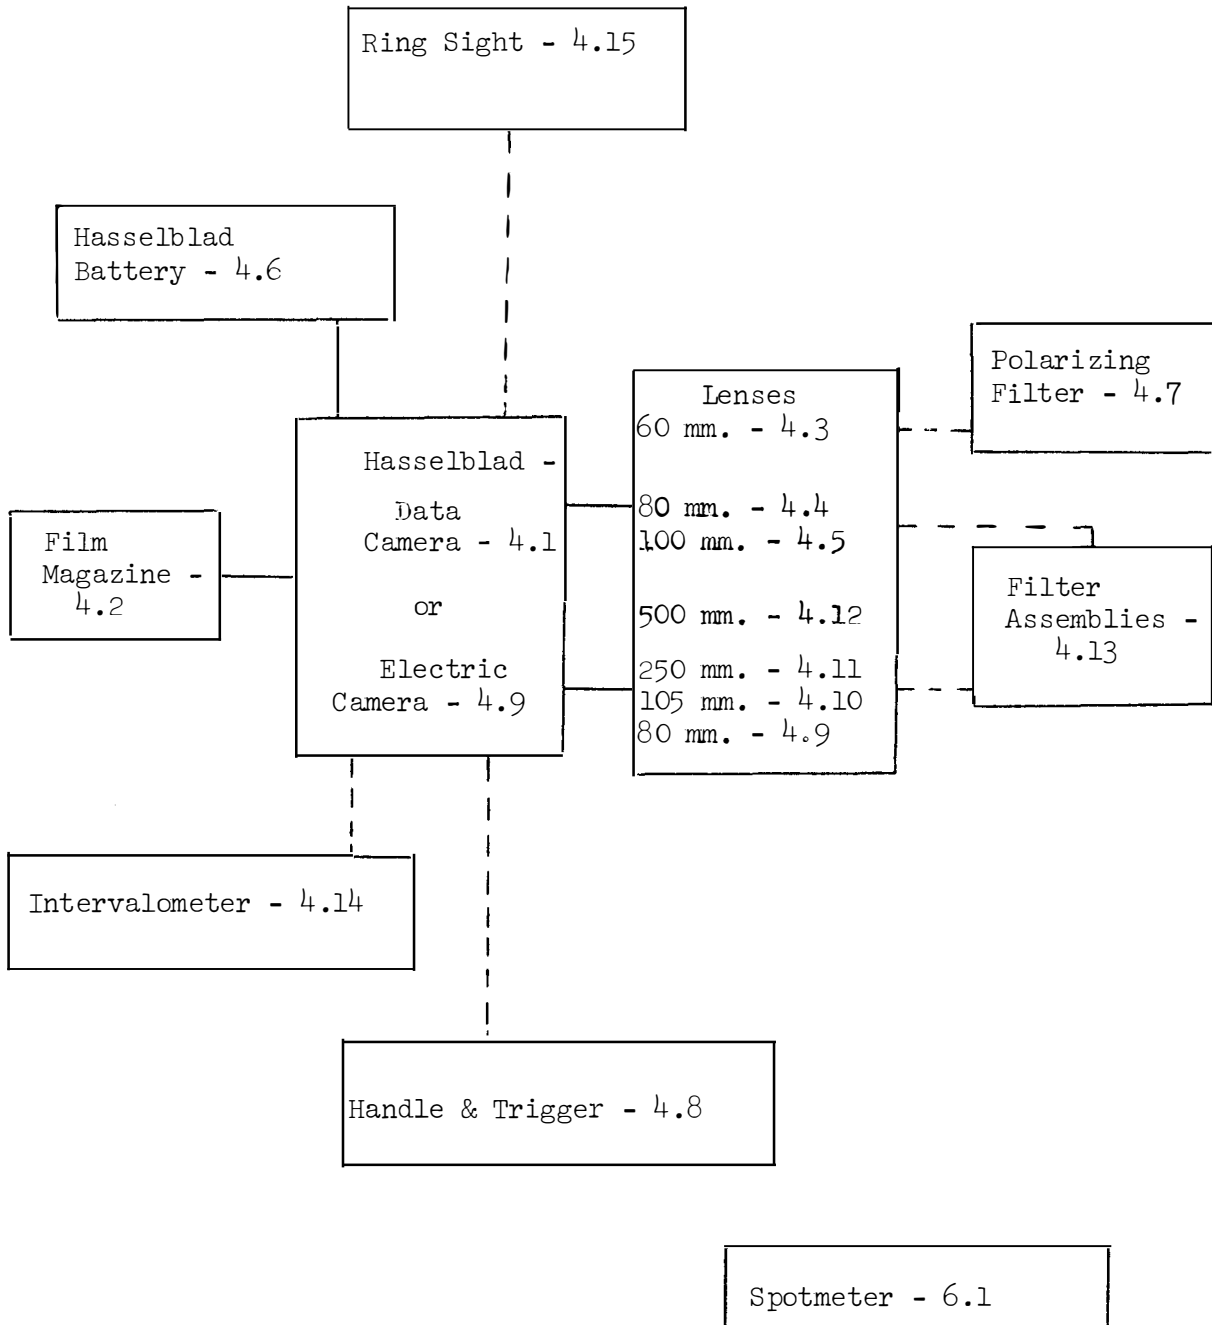 Ring Sight - 4.15
Hasselblad
Battery - 4.6
Polarizing
Filter - 4.7
Lenses
60 mm. - 4.3
80 mm. - 4.4
100 mm. - 4.5
500 mm. - 4.12
250 mm. - 4.11
105 mm. - 4.10
80 mm. - 4.9
Hasselblad -
Data
Camera - 4.1
or
Electric
Camera - 4.9
Film
Magazine -
4.2
Filter
Assemblies -
4.13
Intervalometer - 4.14
Handle & Trigger - 4.8
Spotmeter - 6.1